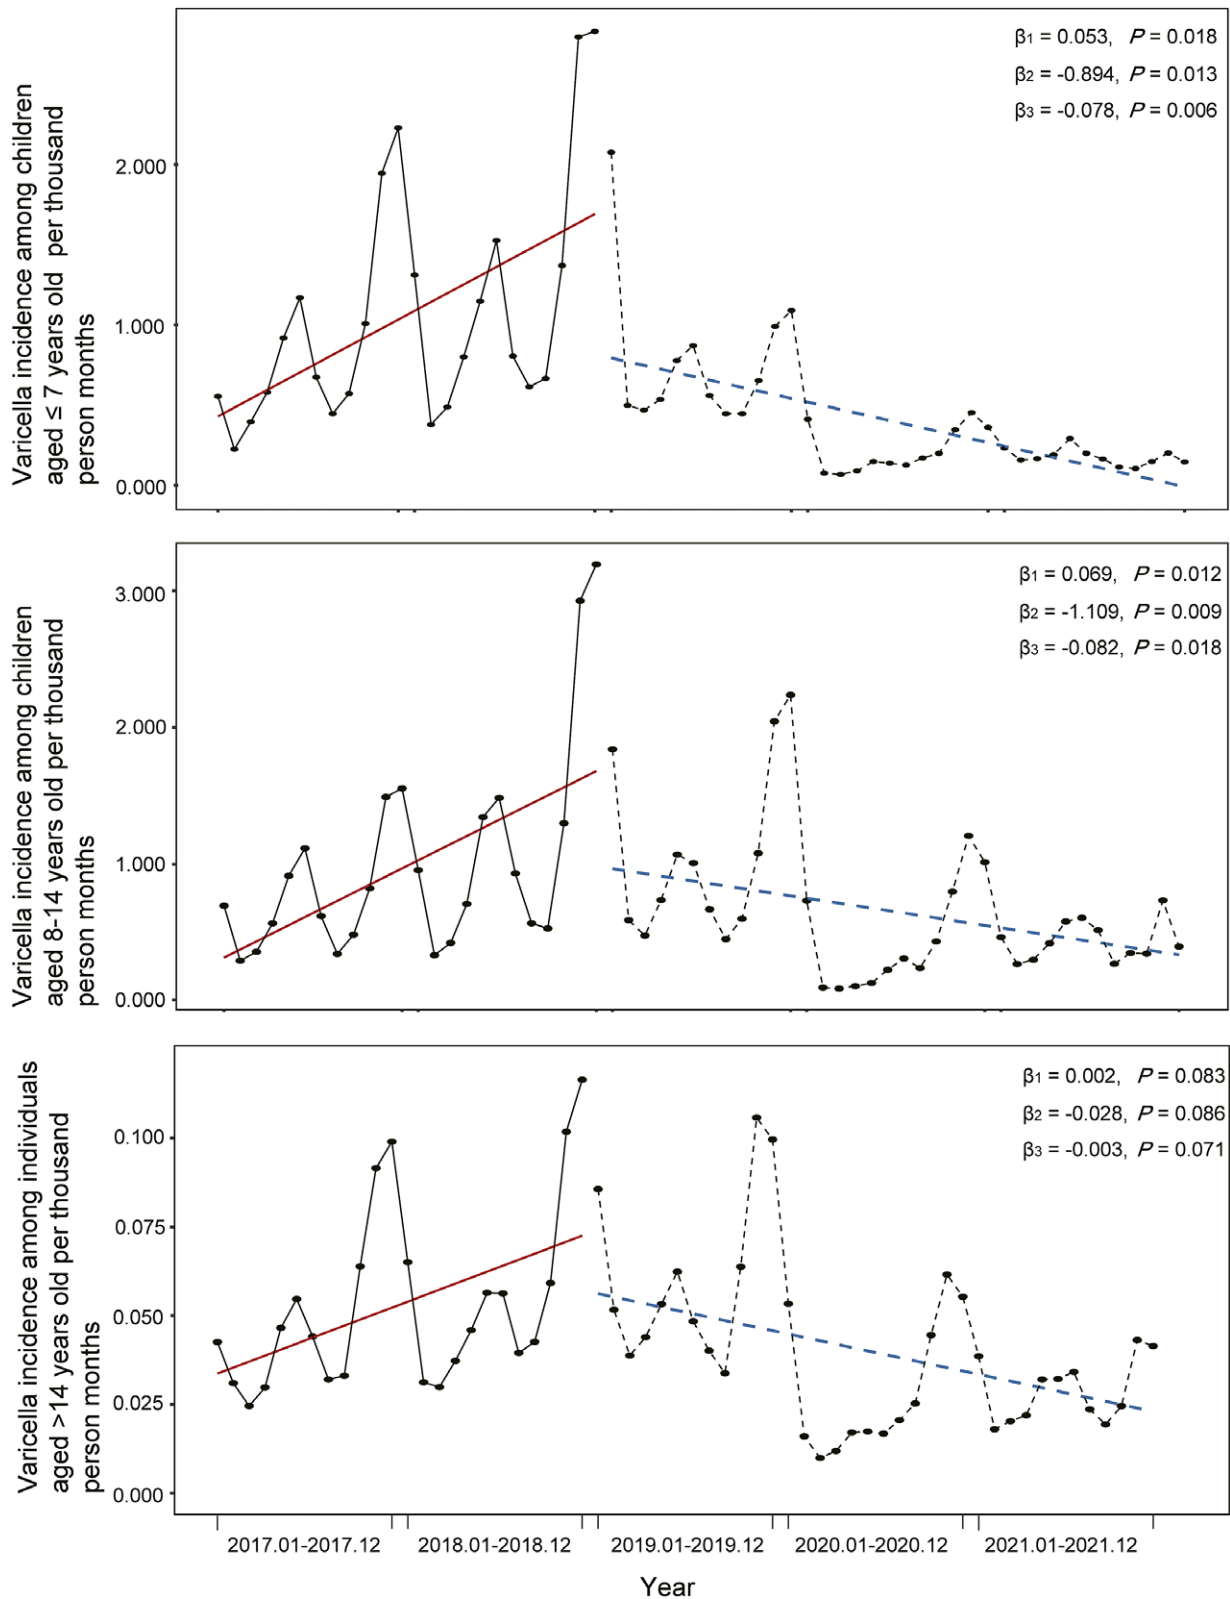 Varicella incidence among children
aged ≤ 7 years old per thousand
person months
2.000
1.000
0.000
β1 = 0.053, P = 0.018
β2 = -0.894, P = 0.013
β3 = -0.078, P = 0.006
Varicella incidence among children
aged 8-14 years old per thousand
person months
3.000
2.000
1.000
0.000
β1 = 0.069, P = 0.012
β2 = -1.109, P = 0.009
β3 = -0.082, P = 0.018
Varicella incidence among individuals
aged >14 years old per thousand
person months
0.100
0.075
0.050
0.025
0.000
β1 = 0.002, P = 0.083
β2 = -0.028, P = 0.086
β3 = -0.003, P = 0.071
2017.01-2017.12
2018.01-2018.12
2019.01-2019.12
2020.01-2020.12
2021.01-2021.12
Year